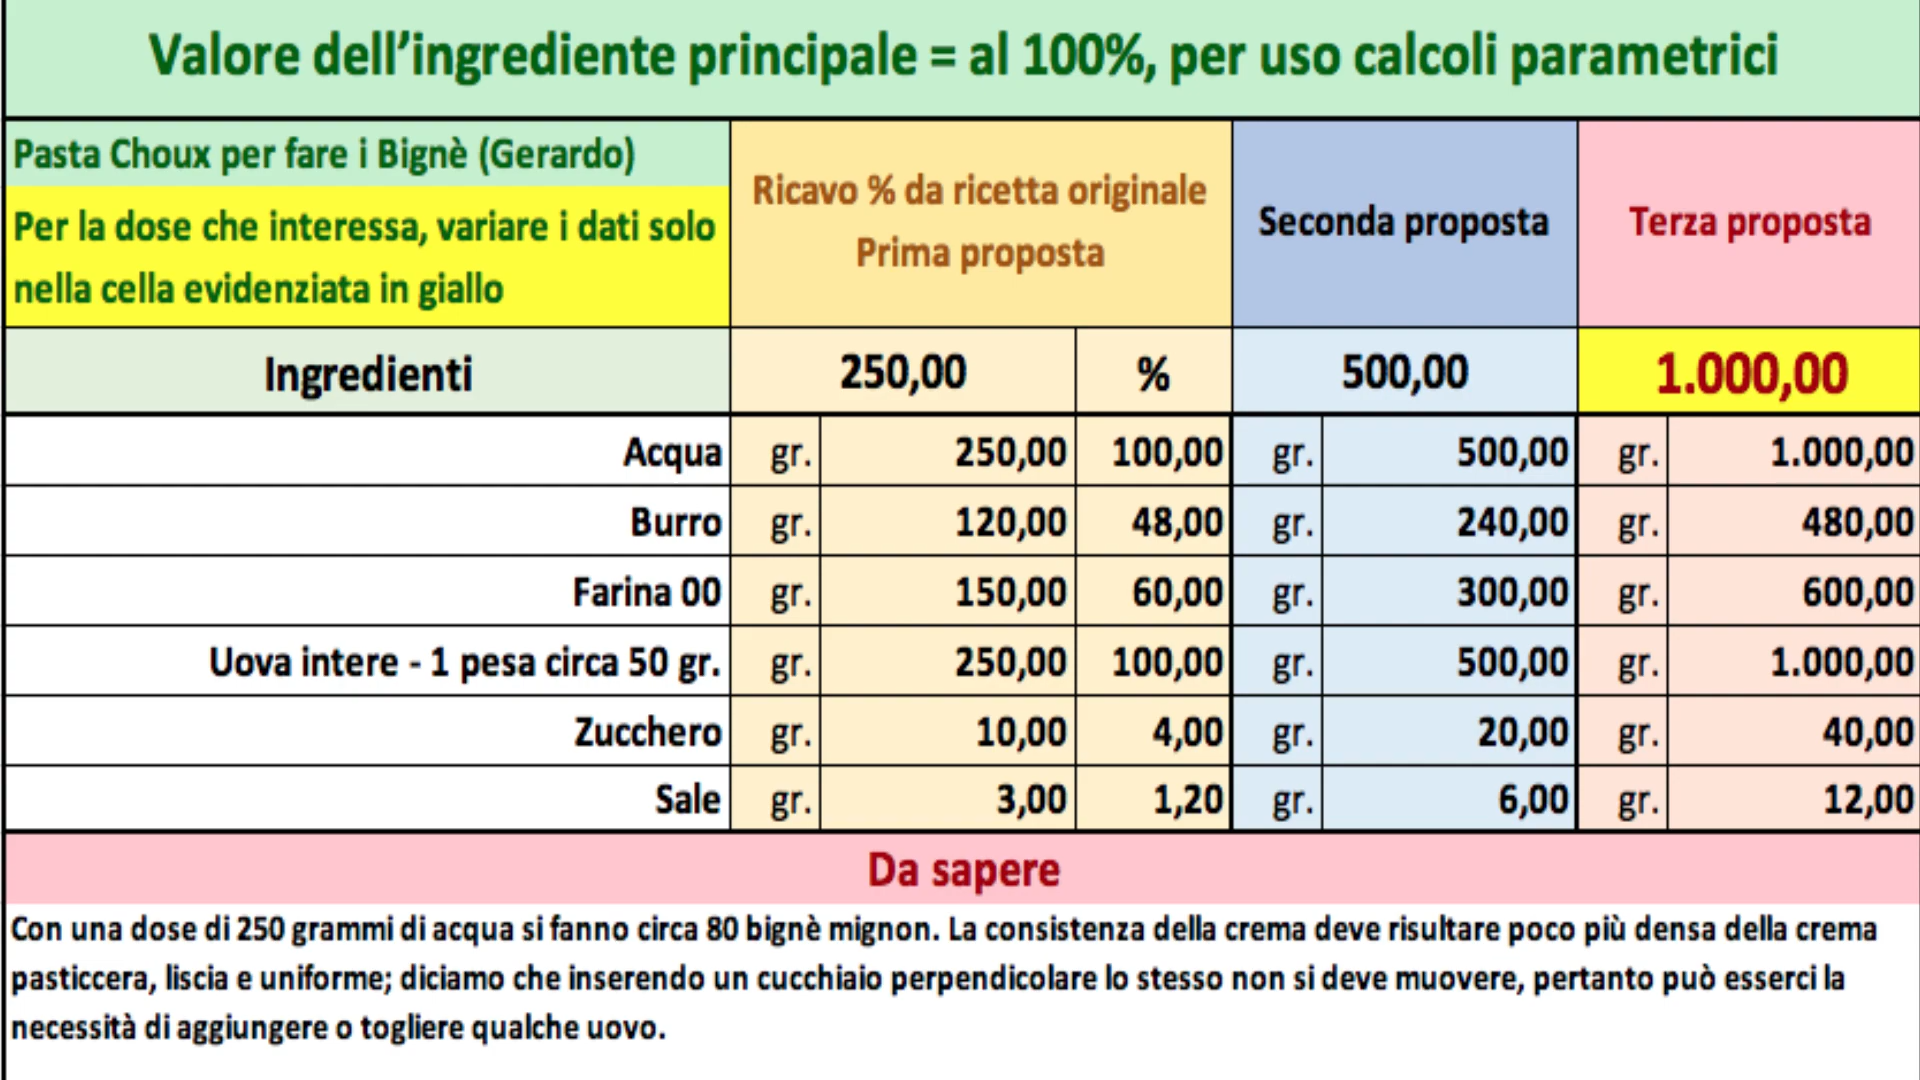 Valore dell’ingrediente principale = al 100%, per uso calcoli parametrici
Pasta Choux per fare i Bignè (Gerardo)
Per la dose che interessa, variare i dati solo
nella cella evidenziata in giallo
Ricavo % da ricetta originale
Prima proposta
Seconda proposta
Terza proposta
Ingredienti 250,00 % 500,00 1.000,00
Acqua gr. 250,00 100,00 gr. 500,00 gr. 1.000,00
Burro gr. 120,00 48,00 gr. 240,00 gr. 480,00
Farina 00 gr. 150,00 60,00 gr. 300,00 gr. 600,00
Uova intere - 1 pesa circa 50 gr. gr. 250,00 100,00 gr. 500,00 gr. 1.000,00
Zucchero gr. 10,00 4,00 gr. 20,00 gr. 40,00
Sale gr. 3,00 1,20 gr. 6,00 gr. 12,00
Da sapere
Con una dose di 250 grammi di acqua si fanno circa 80 bignè mignon. La consistenza della crema deve risultare poco più densa della crema
pasticcera, liscia e uniforme; diciamo che inserendo un cucchiaio perpendicolare lo stesso non si deve muovere, pertanto può esserci la
necessità di aggiungere o togliere qualche uovo.